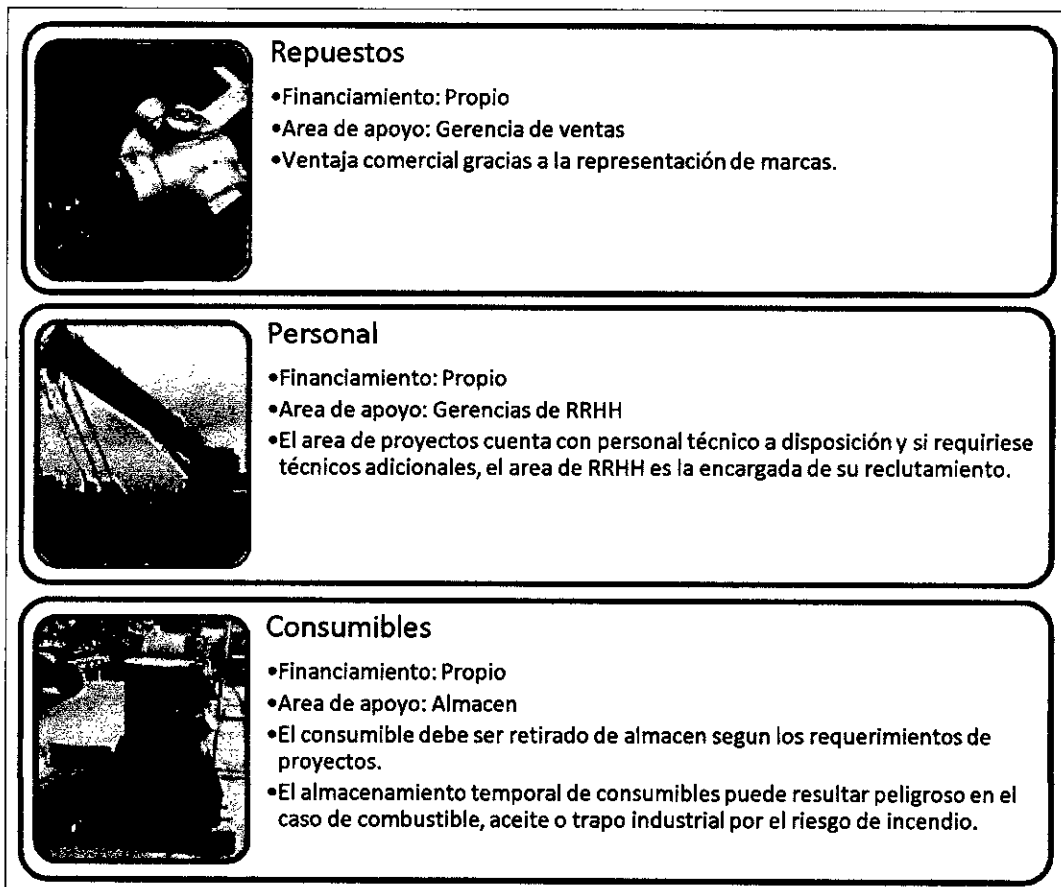 Repuestos
•Financiamiento: Propio
•Area de apoyo: Gerencia de ventas
•Ventaja comercial gracias a la representación de marcas.
Personal
•Financiamiento: Propio
•Area de apoyo: Gerencias de RRHH
•El area de proyectos cuenta con personal técnico a disposición y si requiriese
técnicos adicionales, el area de RRHH es la encargada de su reclutamiento.
Consumibles
•Financiamiento: Propio
•Area de apoyo: Almacen
•El consumible debe ser retirado de almacen segun los requerimientos de
proyectos.
•El almacenamiento temporal de consumibles puede resultar peligroso en el
caso de combustible, aceite o trapo industrial por el riesgo de incendio.